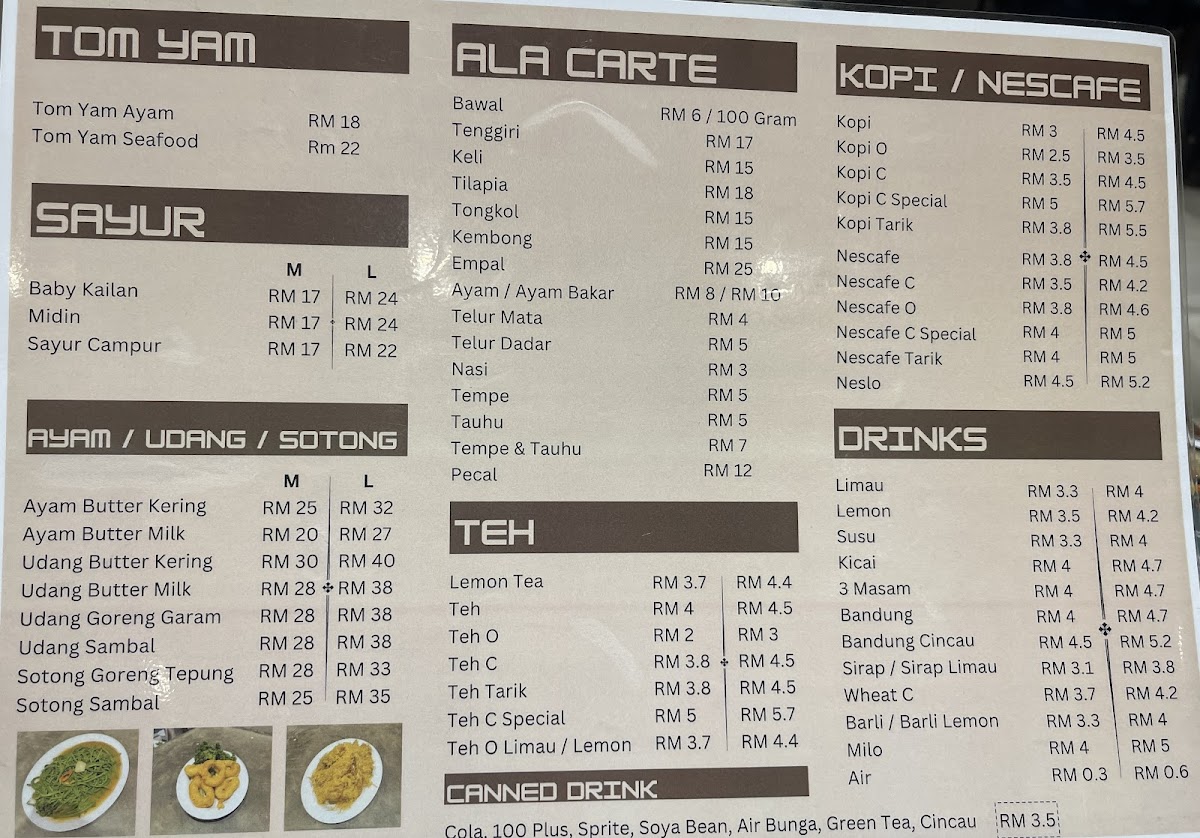 TOM YAM
Tom Yam Ayam RM 18
Tom Yam Seafood Rm 22
SAYUR
M L
Baby Kailan RM 17 RM 24
Midin RM 17 RM 24
Sayur Campur RM 17 RM 22
AYAM / UDANG / SOTONG
M L
Ayam Butter Kering RM 25 RM 32
Ayam Butter Milk RM 20 RM 27
Udang Butter Kering RM 30 RM 40
Udang Butter Milk RM 28 RM 38
Udang Goreng Garam RM 28 RM 38
Udang Sambal RM 28 RM 38
Sotong Goreng Tepung RM 28 RM 33
Sotong Sambal RM 25 RM 35
ALA CARTE
Bawal RM 6 / 100 Gram
Tenggiri RM 17
Keli RM 15
Tilapia RM 18
Tongkol RM 15
Kembong RM 15
Empal RM 25
Ayam / Ayam Bakar RM 8 / RM 10
Telur Mata RM 4
Telur Dadar RM 5
Nasi RM 3
Tempe RM 5
Tauhu RM 5
Tempe & Tauhu RM 7
Pecal RM 12
TEH
Lemon Tea RM 3.7 RM 4.4
Teh RM 4 RM 4.5
Teh O RM 2 RM 3
Teh C RM 3.8 RM 4.5
Teh Tarik RM 3.8 RM 4.5
Teh C Special RM 5 RM 5.7
Teh O Limau / Lemon RM 3.7 RM 4.4
CANNED DRINK
Cola, 100 Plus, Sprite, Soya Bean, Air Bunga, Green Tea, Cincau RM 3.5
KOPI / NESCAFE
Kopi RM 3 RM 4.5
Kopi O RM 2.5 RM 3.5
Kopi C RM 3.5 RM 4.5
Kopi C Special RM 5 RM 5.7
Kopi Tarik RM 3.8 RM 5.5
Nescafe RM 3.8 RM 4.5
Nescafe C RM 3.5 RM 4.2
Nescafe O RM 3.8 RM 4.6
Nescafe C Special RM 4 RM 5
Nescafe Tarik RM 4 RM 5
Neslo RM 4.5 RM 5.2
DRINKS
Limau RM 3.3 RM 4
Lemon RM 3.5 RM 4.2
Susu RM 3.3 RM 4
Kicai RM 4 RM 4.7
3 Masam RM 4 RM 4.7
Bandung RM 4 RM 4.7
Bandung Cincau RM 4.5 RM 5.2
Sirap / Sirap Limau RM 3.1 RM 3.8
Wheat C RM 3.7 RM 4.2
Barli / Barli Lemon RM 3.3 RM 4
Milo RM 4 RM 5
Air RM 0.3 RM 0.6